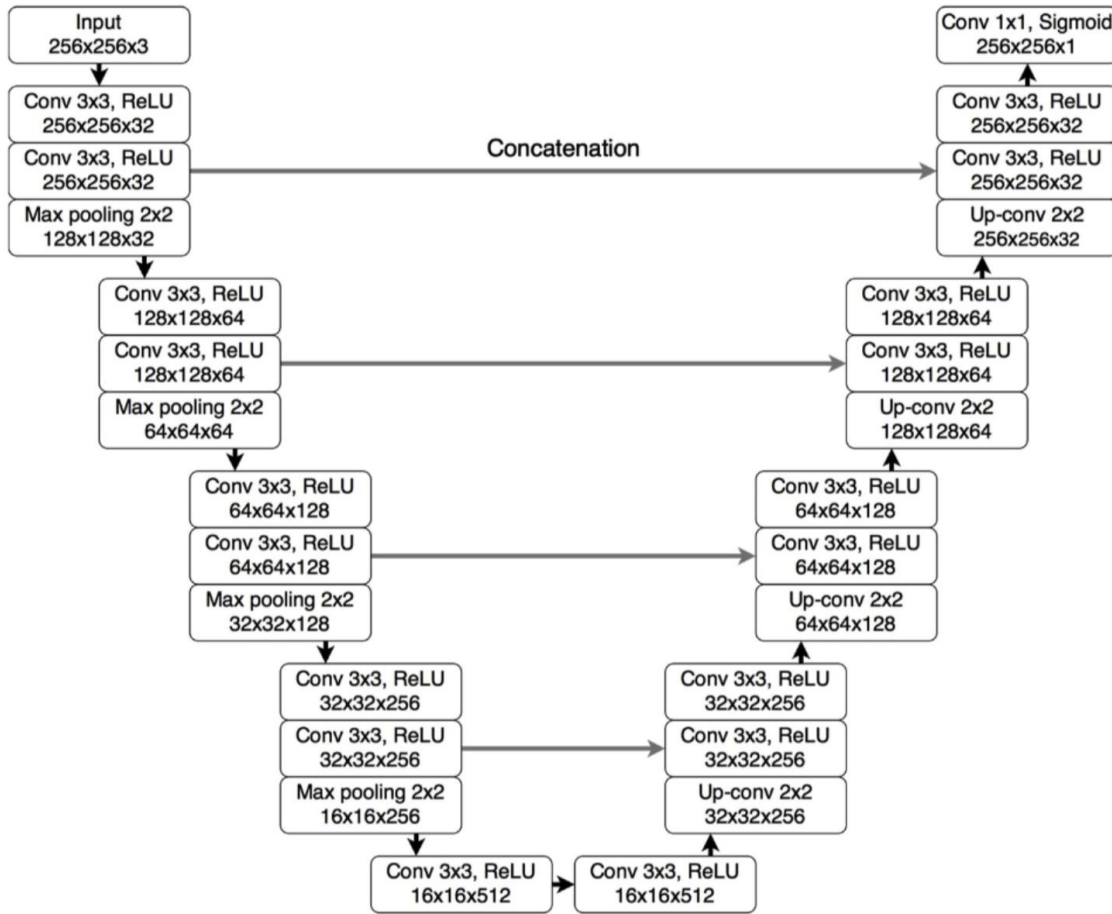 Input
256x256x3
Conv 3x3, ReLU
256x256x32
Conv 3x3, ReLU
256x256x32
Max pooling 2x2
128x128x32
Conv 3x3, ReLU
128x128x64
Conv 3x3, ReLU
128x128x64
Max pooling 2x2
64x64x64
Conv 3x3, ReLU
64x64x128
Conv 3x3, ReLU
64x64x128
Max pooling 2x2
32x32x128
Conv 3x3, ReLU
32x32x256
Conv 3x3, ReLU
32x32x256
Max pooling 2x2
16x16x256
Conv 3x3, ReLU
16x16x512
Conv 3x3, ReLU
16x16x512
Concatenation
Conv 1x1, Sigmoid
256x256x1
Conv 3x3, ReLU
256x256x32
Conv 3x3, ReLU
256x256x32
Up-conv 2x2
256x256x32
Conv 3x3, ReLU
128x128x64
Conv 3x3, ReLU
128x128x64
Up-conv 2x2
128x128x64
Conv 3x3, ReLU
64x64x128
Conv 3x3, ReLU
64x64x128
Up-conv 2x2
64x64x128
Conv 3x3, ReLU
32x32x256
Conv 3x3, ReLU
32x32x256
Up-conv 2x2
32x32x256